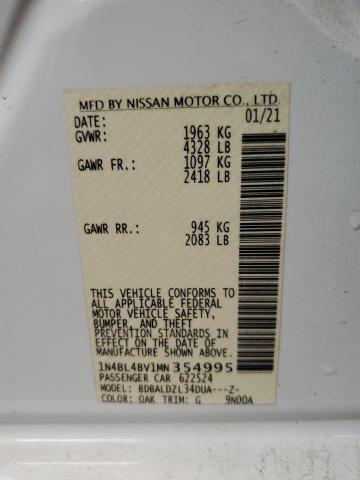 MFD BY NISSAN MOTOR CO., LTD.
DATE: 01/21
GVWR: 1963 KG
4328 LB
GAWR FR.: 1097 KG
2418 LB
GAWR RR.: 945 KG
2083 LB
THIS VEHICLE CONFORMS TO
ALL APPLICABLE FEDERAL
MOTOR VEHICLE SAFETY,
BUMPER, AND THEFT
PREVENTION STANDARDS IN
EFFECT ON THE DATE OF
MANUFACTURE SHOWN ABOVE.
1N4BL4BV1MN354995
PASSENGER CAR 622524
MODEL: BDBALDZL34DUA---Z-
COLOR: QAK TRIM: G 9N00A